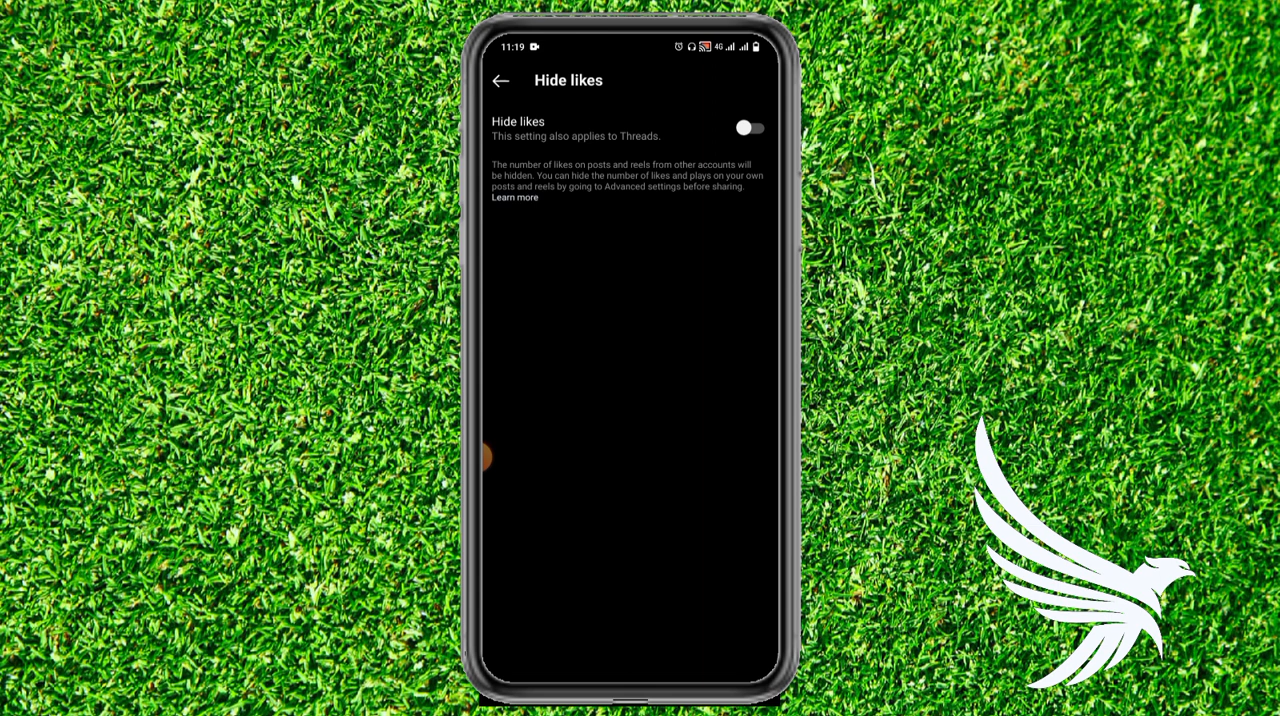 11:19 4G
Hide likes
Hide likes
This setting also applies to Threads.
The number of likes on posts and reels from other accounts will
be hidden. You can hide the number of likes and plays on your own
posts and reels by going to Advanced settings before sharing.
Learn more